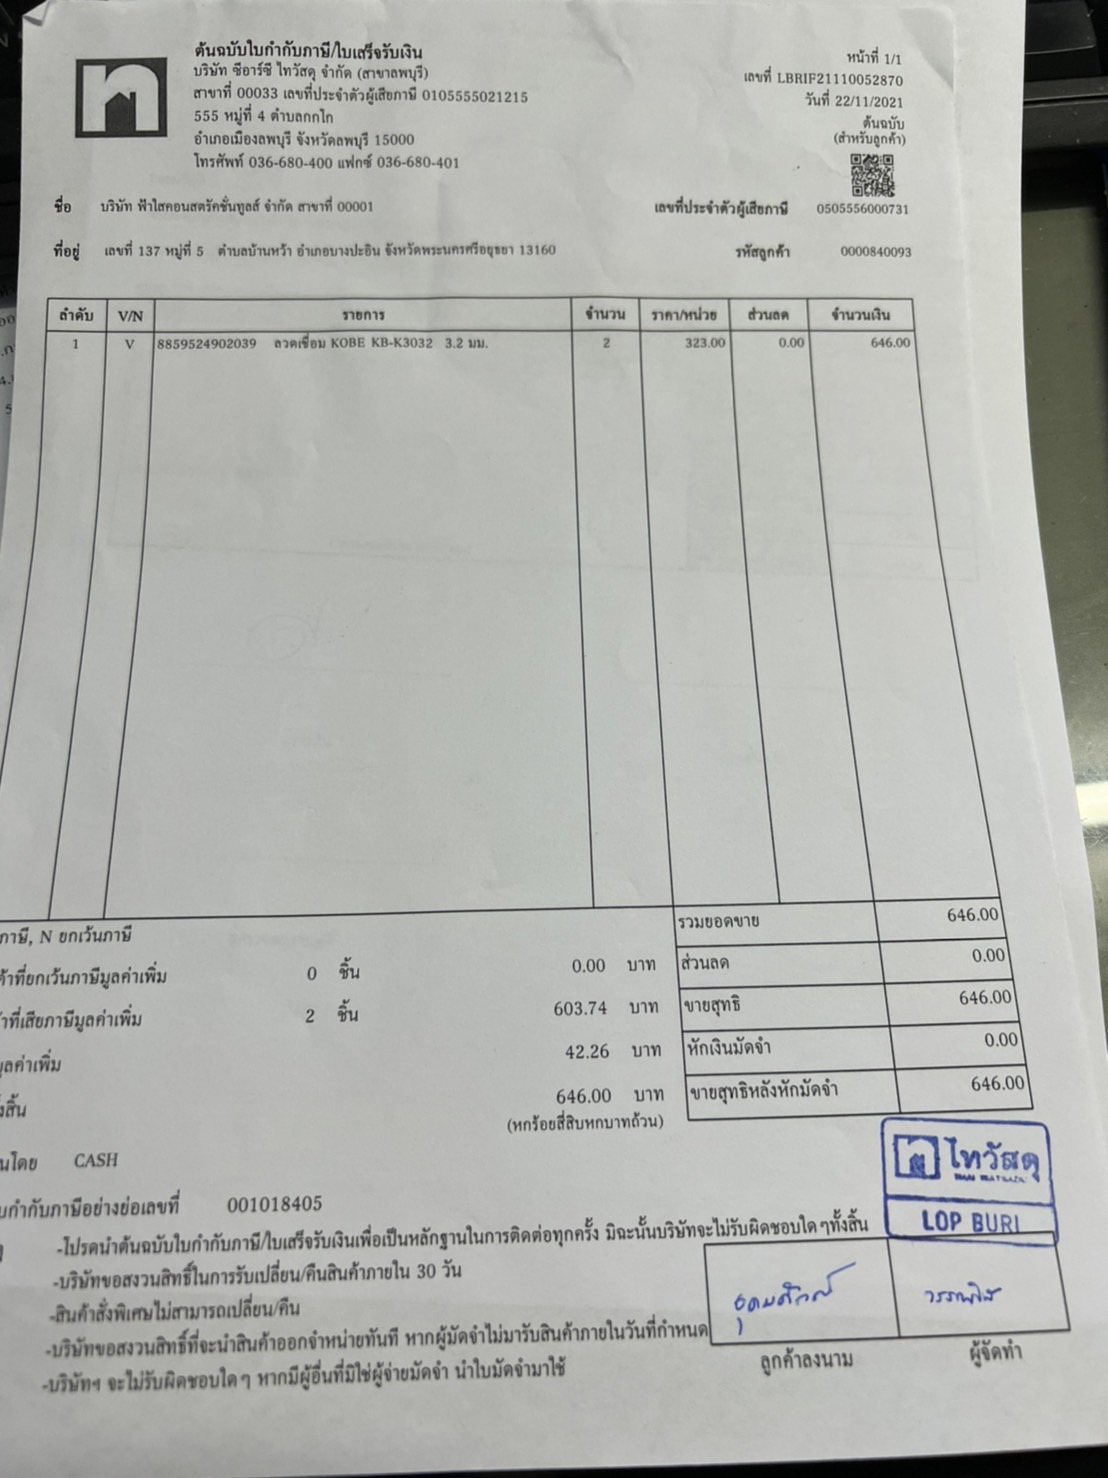 ต้นฉบับใบกำกับภาษี/ใบเสร็จรับเงิน
บริษัท ซีอาร์ซี ไทวัสดุ จำกัด (สาขาลพบุรี)
สาขาที่ 00033 เลขที่ประจำตัวผู้เสียภาษี 0105555021215
555 หมู่ที่ 4 ตำบลกกโก
อำเภอเมืองลพบุรี จังหวัดลพบุรี 15000
โทรศัพท์ 036-680-400 แฟกซ์ 036-680-401
หน้าที่ 1/1
เลขที่ LBRIF21110052870
วันที่ 22/11/2021
ต้นฉบับ
(สำหรับลูกค้า)
ชื่อ บริษัท ฟ้าใสคอนสตรัคชั่นทูลส์ จำกัด สาขาที่ 00001 เลขที่ประจำตัวผู้เสียภาษี 0505556000731
ที่อยู่ เลขที่ 137 หมู่ที่ 5 ตำบลบ้านหว้า อำเภอบางปะอิน จังหวัดพระนครศรีอยุธยา 13160 รหัสลูกค้า 0000840093
ลำดับ V/N รายการ จำนวน ราคา/หน่วย ส่วนลด จำนวนเงิน
1 V 8859524902039 ลวดเชื่อม KOBE KB-K3032 3.2 มม. 2 323.00 0.00 646.00
ภาษี, N ยกเว้นภาษี รวมยอดขาย 646.00
ค้าที่ยกเว้นภาษีมูลค่าเพิ่ม 0 ชิ้น 0.00 บาท ส่วนลด 0.00
ที่เสียภาษีมูลค่าเพิ่ม 2 ชิ้น 603.74 บาท ขายสุทธิ 646.00
มูลค่าเพิ่ม 42.26 บาท หักเงินมัดจำ 0.00
646.00 บาท ขายสุทธิหลังหักมัดจำ 646.00
(หกร้อยสี่สิบหกบาทถ้วน)
นโดย CASH
ไทวัสดุ
บกำกับภาษีอย่างย่อเลขที่ 001018405
LOP BURI
-โปรดนำต้นฉบับใบกำกับภาษี/ใบเสร็จรับเงินเพื่อเป็นหลักฐานในการติดต่อทุกครั้ง มิฉะนั้นบริษัทจะไม่รับผิดชอบใดๆทั้งสิ้น
-บริษัทขอสงวนสิทธิ์ในการรับเปลี่ยน/คืนสินค้าภายใน 30 วัน
-สินค้าสั่งพิเศษไม่สามารถเปลี่ยน/คืน
-บริษัทขอสงวนสิทธิ์ที่จะนำสินค้าออกจำหน่ายทันที หากผู้มัดจำไม่มารับสินค้าภายในวันที่กำหนด
-บริษัทฯ จะไม่รับผิดชอบใดๆ หากมีผู้อื่นที่มิใช่ผู้จ่ายมัดจำ นำใบมัดจำมาใช้
ลูกค้าลงนาม ผู้จัดทำ